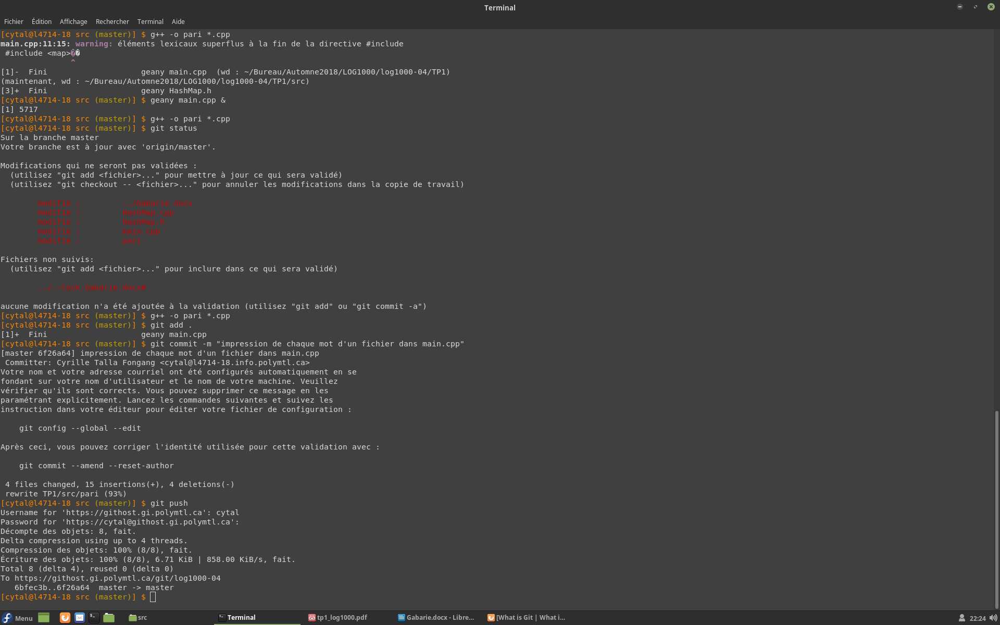 Terminal
Fichier Édition Affichage Rechercher Terminal Aide
[cytal@l4714-18 src (master)] $ g++ -o pari *.cpp
main.cpp:11:15: warning: éléments lexicaux superflus à la fin de la directive #include
#include <map>��
^
[1]- Fini geany main.cpp (wd : ~/Bureau/Automne2018/LOG1000/log1000-04/TP1)
(maintenant, wd : ~/Bureau/Automne2018/LOG1000/log1000-04/TP1/src)
[3]+ Fini geany HashMap.h
[cytal@l4714-18 src (master)] $ geany main.cpp &
[1] 5717
[cytal@l4714-18 src (master)] $ g++ -o pari *.cpp
[cytal@l4714-18 src (master)] $ git status
Sur la branche master
Votre branche est à jour avec 'origin/master'.
Modifications qui ne seront pas validées :
(utilisez "git add <fichier>..." pour mettre à jour ce qui sera validé)
(utilisez "git checkout -- <fichier>..." pour annuler les modifications dans la copie de travail)
modifié : ../Gabarie.docx
modifié : HashMap.cpp
modifié : HashMap.h
modifié : main.cpp
modifié : pari
Fichiers non suivis:
(utilisez "git add <fichier>..." pour inclure dans ce qui sera validé)
../.~lock.Gabarie.docx#
aucune modification n'a été ajoutée à la validation (utilisez "git add" ou "git commit -a")
[cytal@l4714-18 src (master)] $ g++ -o pari *.cpp
[cytal@l4714-18 src (master)] $ git add .
[1]+ Fini geany main.cpp
[cytal@l4714-18 src (master)] $ git commit -m "impression de chaque mot d'un fichier dans main.cpp"
[master 6f26a64] impression de chaque mot d'un fichier dans main.cpp
Committer: Cyrille Talla Fongang <cytal@l4714-18.info.polymtl.ca>
Votre nom et votre adresse courriel ont été configurés automatiquement en se
fondant sur votre nom d'utilisateur et le nom de votre machine. Veuillez
vérifier qu'ils sont corrects. Vous pouvez supprimer ce message en les
paramétrant explicitement. Lancez les commandes suivantes et suivez les
instruction dans votre éditeur pour éditer votre fichier de configuration :
git config --global --edit
Après ceci, vous pouvez corriger l'identité utilisée pour cette validation avec :
git commit --amend --reset-author
4 files changed, 15 insertions(+), 4 deletions(-)
rewrite TP1/src/pari (93%)
[cytal@l4714-18 src (master)] $ git push
Username for 'https://githost.gi.polymtl.ca': cytal
Password for 'https://cytal@githost.gi.polymtl.ca':
Décompte des objets: 8, fait.
Delta compression using up to 4 threads.
Compression des objets: 100% (8/8), fait.
Écriture des objets: 100% (8/8), 6.71 KiB | 858.00 KiB/s, fait.
Total 8 (delta 4), reused 0 (delta 0)
To https://githost.gi.polymtl.ca/git/log1000-04
6bfec3b..6f26a64 master -> master
[cytal@l4714-18 src (master)] $
Menu src Terminal tp1_log1000.pdf Gabarie.docx - Libre... [What is Git | What i... 22:24